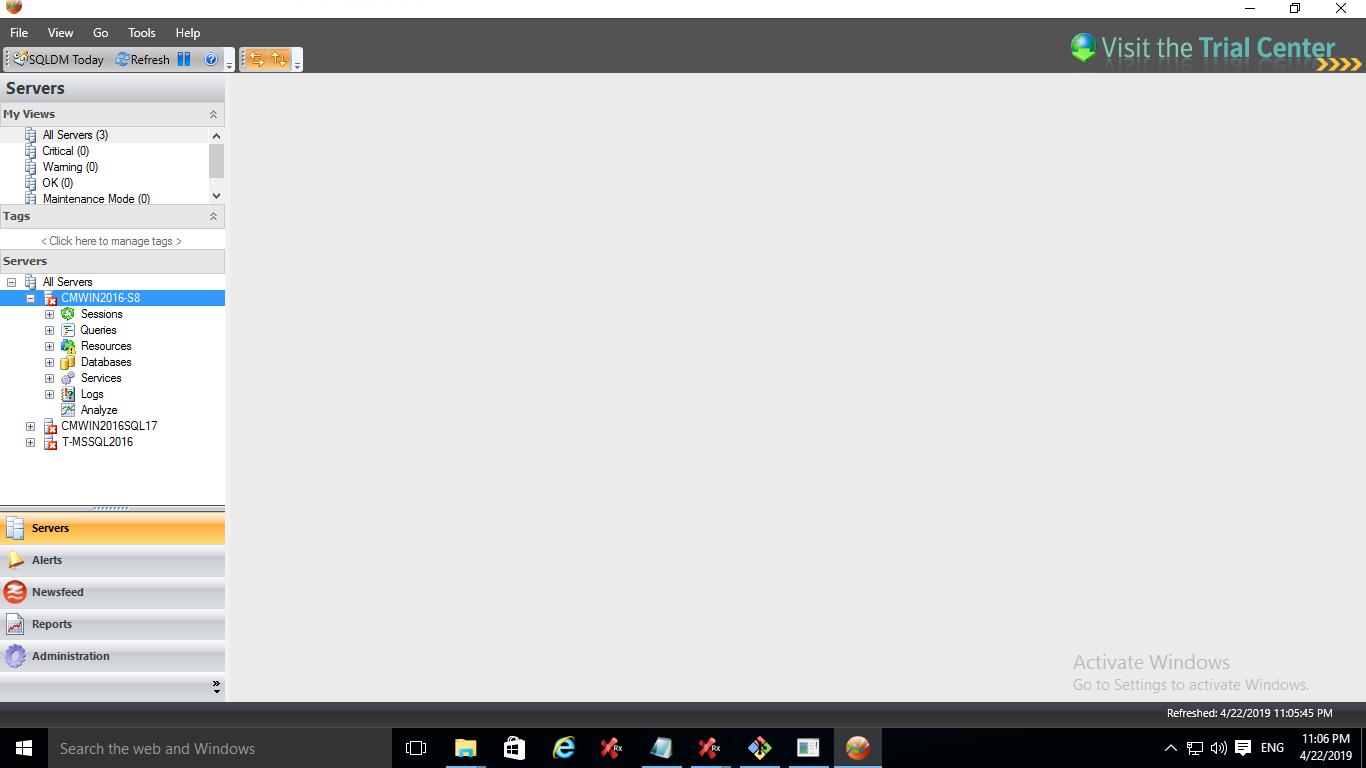 File View Go Tools Help
SQLDM Today Refresh
Visit the Trial Center
Servers
My Views
All Servers (3)
Critical (0)
Warning (0)
OK (0)
Maintenance Mode (0)
Tags
< Click here to manage tags >
Servers
All Servers
CMWIN2016-S8
Sessions
Queries
Resources
Databases
Services
Logs
Analyze
CMWIN2016SQL17
T-MSSQL2016
Servers
Alerts
Newsfeed
Reports
Administration
Activate Windows
Go to Settings to activate Windows.
Refreshed: 4/22/2019 11:05:45 PM
Search the web and Windows
Rx
Rx
ENG
11:06 PM
4/22/2019